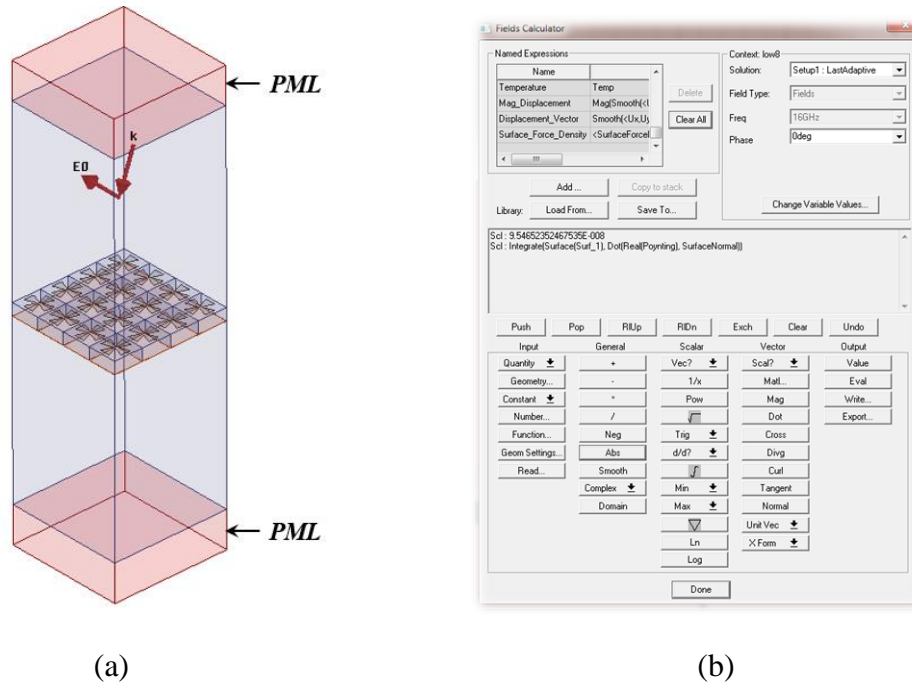 PML
k
E0
PML
(a)
Fields Calculator
Named Expressions
Name
Temperature Temp
Mag_Displacement Mag(Smooth(<U
Displacement_Vector Smooth(<Ux,Uy
Surface_Force_Density <SurfaceForceD
Delete
Clear All
Context: low8
Solution: Setup1 : LastAdaptive
Field Type: Fields
Freq 16GHz
Phase 0deg
Change Variable Values...
Add ... Copy to stack
Library: Load From... Save To...
Scl : 9.54652352467535E-008
Scl : Integrate(Surface(Surf_1), Dot(Real(Poynting), SurfaceNormal))
Push Pop RlUp RlDn Exch Clear Undo
Input General Scalar Vector Output
Quantity + Vec? Scal? Value
Geometry... - 1/x Matl... Eval
Constant * Pow Mag Write...
Number... / √ Dot Export...
Function... Neg Trig Cross
Geom Settings... Abs d/d? Divg
Read... Smooth ∫ Curl
Complex Min Tangent
Domain Max Normal
▽ Unit Vec
Ln X Form
Log
Done
(b)